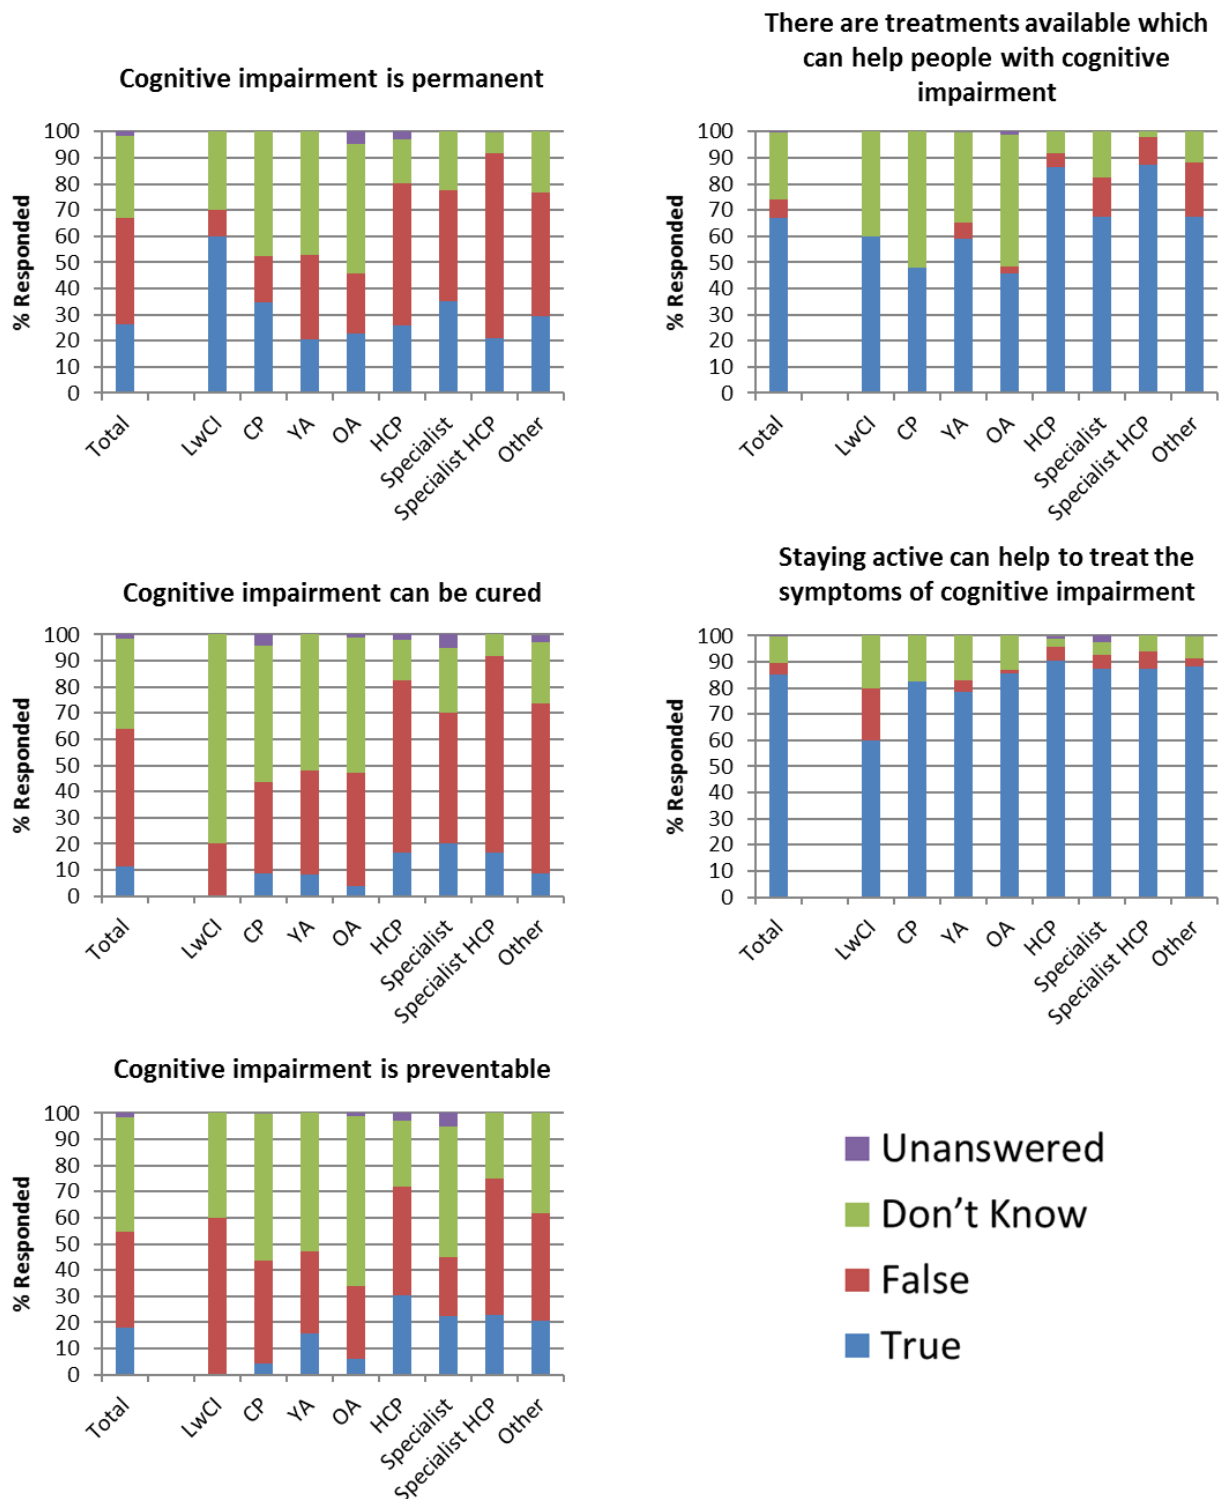 Cognitive impairment is permanent
100
90
80
70
60
50
40
30
20
10
0
% Responded
Total
LwCI
CP
YA
OA
HCP
Specialist
Specialist HCP
Other
There are treatments available which
can help people with cognitive
impairment
100
90
80
70
60
50
40
30
20
10
0
% Responded
Total
LwCI
CP
YA
OA
HCP
Specialist
Specialist HCP
Other
Cognitive impairment can be cured
100
90
80
70
60
50
40
30
20
10
0
% Responded
Total
LwCI
CP
YA
OA
HCP
Specialist
Specialist HCP
Other
Staying active can help to treat the
symptoms of cognitive impairment
100
90
80
70
60
50
40
30
20
10
0
% Responded
Total
LwCI
CP
YA
OA
HCP
Specialist
Specialist HCP
Other
Cognitive impairment is preventable
100
90
80
70
60
50
40
30
20
10
0
% Responded
Total
LwCI
CP
YA
OA
HCP
Specialist
Specialist HCP
Other
Unanswered
Don't Know
False
True